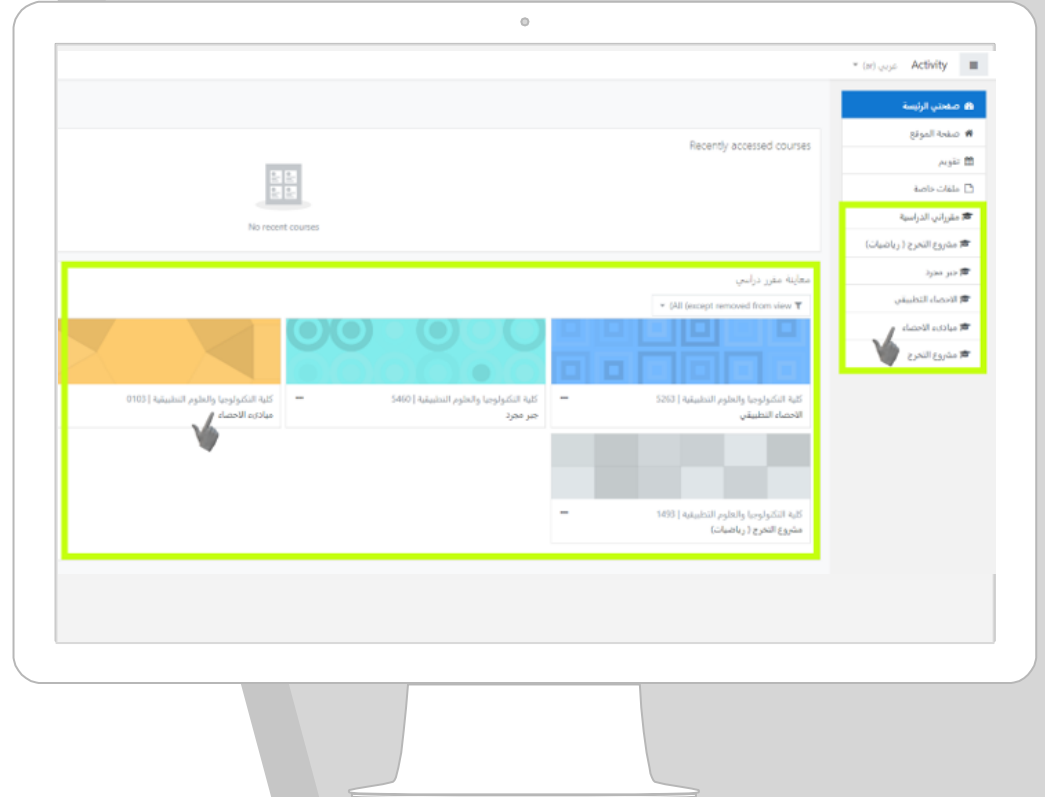 Activity عربي (ar)
صفحتي الرئيسة
صفحة الموقع
تقويم
ملفات خاصة
مقرراتي الدراسية
مشروع التخرج ( رياضيات)
جبر مجرد
الاحصاء التطبيقي
مبادىء الاحصاء
مشروع التخرج
Recently accessed courses
No recent courses
معاينة مقرر دراسي
All (except removed from view)
كلية التكنولوجيا والعلوم التطبيقية | 5263
الاحصاء التطبيقي
كلية التكنولوجيا والعلوم التطبيقية | 5460
جبر مجرد
كلية التكنولوجيا والعلوم التطبيقية | 0103
مبادىء الاحصاء
كلية التكنولوجيا والعلوم التطبيقية | 1493
مشروع التخرج ( رياضيات)